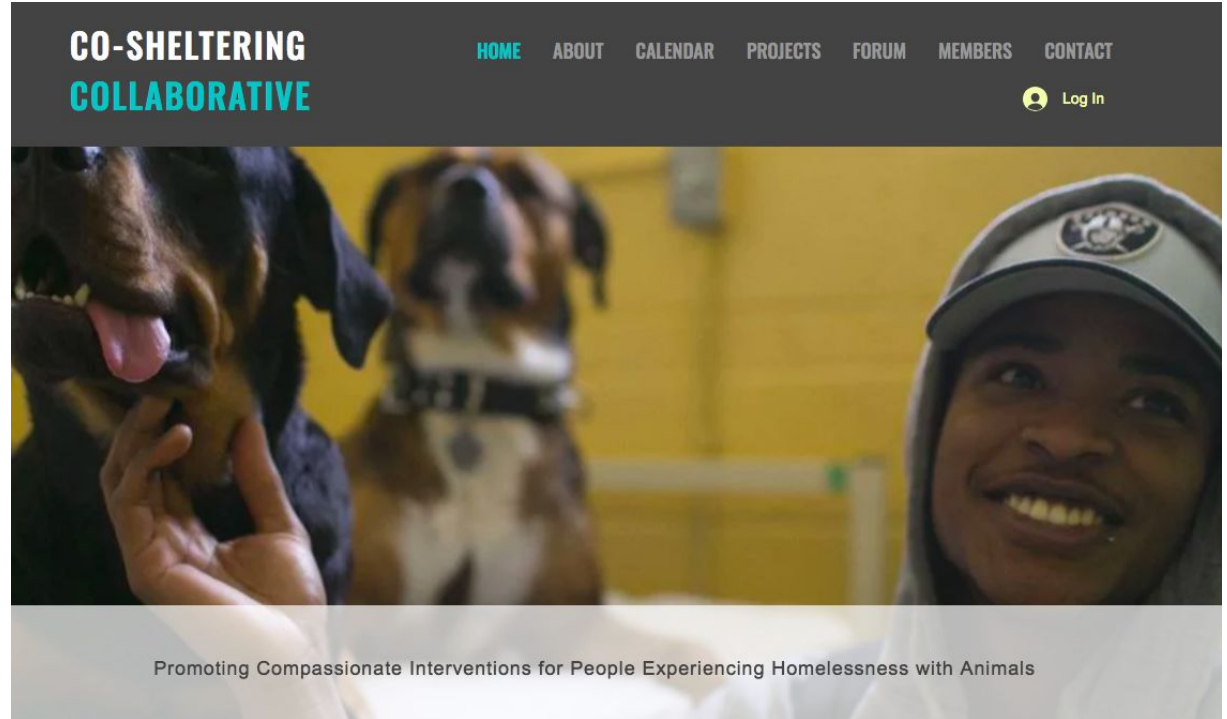 CO-SHELTERING
COLLABORATIVE
HOME ABOUT CALENDAR PROJECTS FORUM MEMBERS CONTACT
Log In
Promoting Compassionate Interventions for People Experiencing Homelessness with Animals